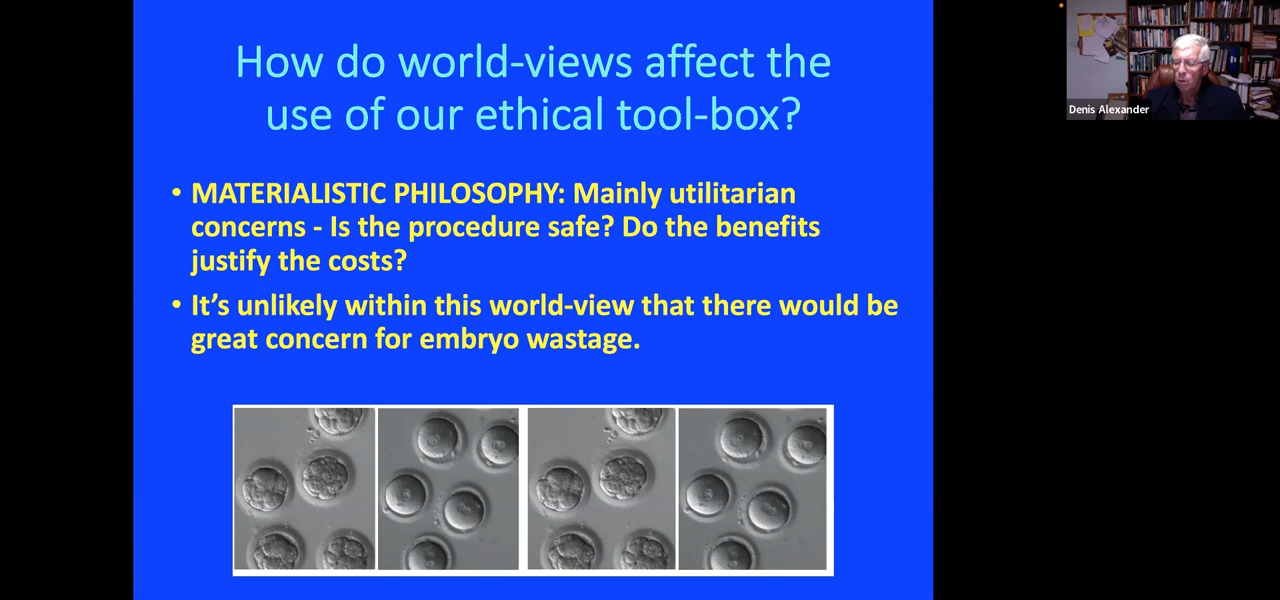 How do world-views affect the
use of our ethical tool-box?
• MATERIALISTIC PHILOSOPHY: Mainly utilitarian
concerns - Is the procedure safe? Do the benefits
justify the costs?
• It’s unlikely within this world-view that there would be
great concern for embryo wastage.
Denis Alexander